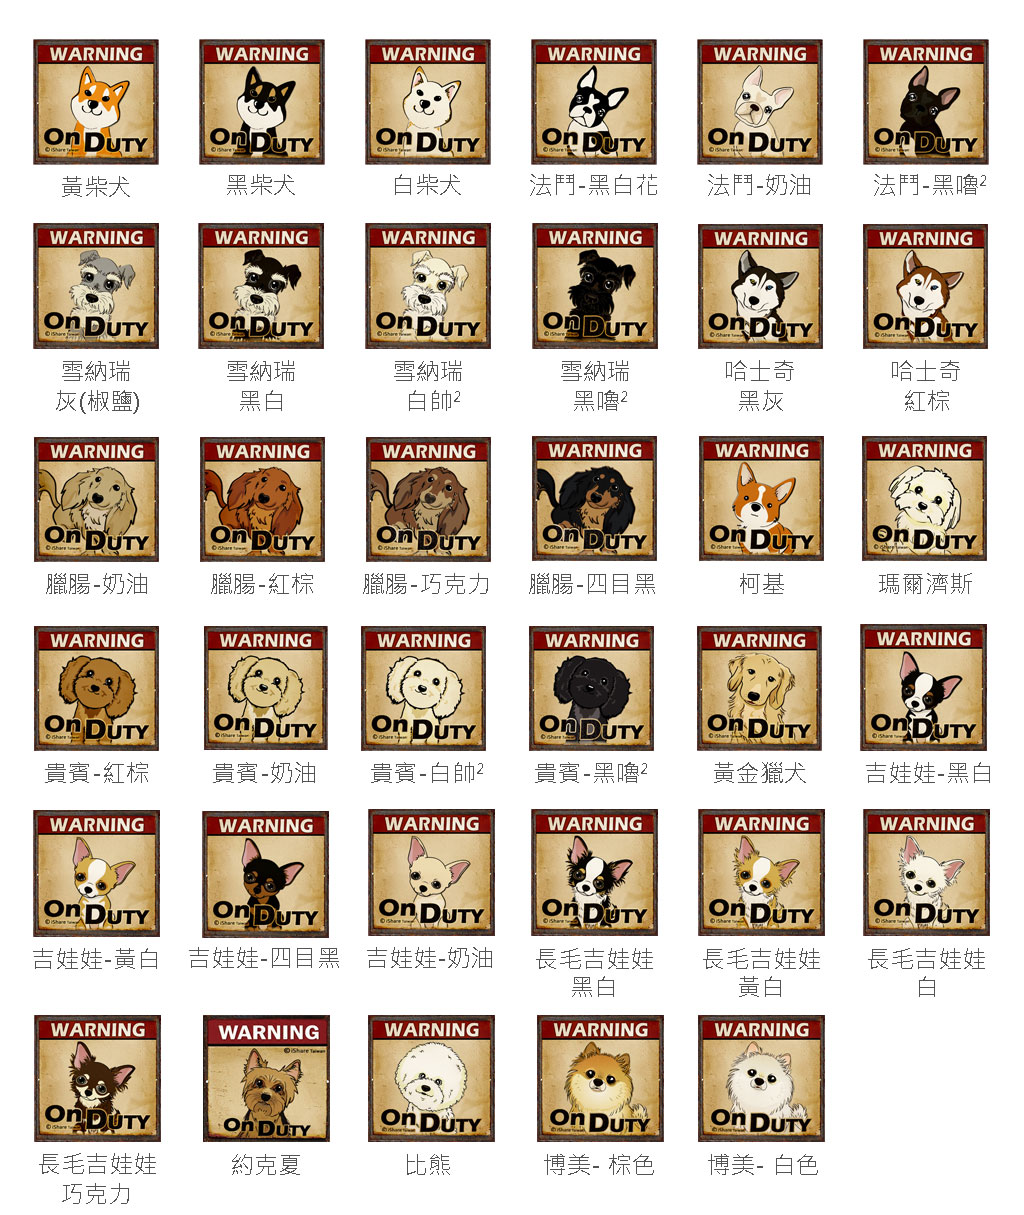 WARNING WARNING WARNING WARNING WARNING WARNING
On DUTY On DUTY On DUTY On DUTY On DUTY On DUTY
© iShare Taiwan © iShare Taiwan © iShare Taiwan © iShare Taiwan © iShare Taiwan © iShare Taiwan
黃柴犬 黑柴犬 白柴犬 法鬥-黑白花 法鬥-奶油 法鬥-黑嚕²
WARNING WARNING WARNING WARNING WARNING WARNING
On DUTY On DUTY On DUTY On DUTY On DUTY On DUTY
© iShare Taiwan © iShare Taiwan © iShare Taiwan © iShare Taiwan © iShare Taiwan © iShare Taiwan
雪納瑞 雪納瑞 雪納瑞 雪納瑞 哈士奇 哈士奇
灰(椒鹽) 黑白 白帥² 黑嚕² 黑灰 紅棕
WARNING WARNING WARNING WARNING WARNING WARNING
On DUTY On DUTY On DUTY On DUTY On DUTY On DUTY
© iShare Taiwan © iShare Taiwan © iShare Taiwan © iShare Taiwan © iShare Taiwan © iShare Taiwan
臘腸-奶油 臘腸-紅棕 臘腸-巧克力 臘腸-四目黑 柯基 瑪爾濟斯
WARNING WARNING WARNING WARNING WARNING WARNING
On DUTY On DUTY On DUTY On DUTY On DUTY On DUTY
© iShare Taiwan © iShare Taiwan © iShare Taiwan © iShare Taiwan © iShare Taiwan © iShare Taiwan
貴賓-紅棕 貴賓-奶油 貴賓-白帥² 貴賓-黑嚕² 黃金獵犬 吉娃娃-黑白
WARNING WARNING WARNING WARNING WARNING WARNING
On DUTY On DUTY On DUTY On DUTY On DUTY On DUTY
© iShare Taiwan © iShare Taiwan © iShare Taiwan © iShare Taiwan © iShare Taiwan © iShare Taiwan
吉娃娃-黃白 吉娃娃-四目黑 吉娃娃-奶油 長毛吉娃娃 長毛吉娃娃 長毛吉娃娃
黑白 黃白 白
WARNING WARNING WARNING WARNING WARNING
© iShare Taiwan
On DUTY On DUTY On DUTY On DUTY On DUTY
© iShare Taiwan © iShare Taiwan © iShare Taiwan © iShare Taiwan
長毛吉娃娃 約克夏 比熊 博美- 棕色 博美- 白色
巧克力